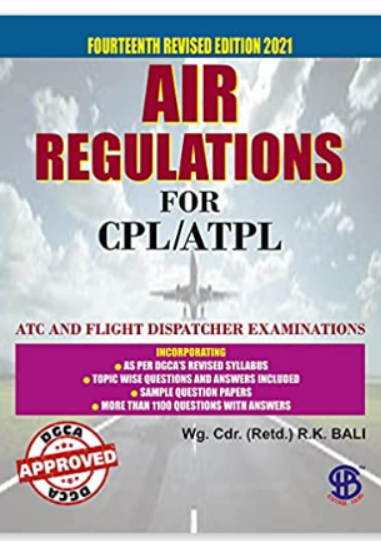 FOURTEENTH REVISED EDITION 2021
AIR
REGULATIONS
FOR
CPL/ATPL
ATC AND FLIGHT DISPATCHER EXAMINATIONS
INCORPORATING
● AS PER DGCA'S REVISED SYLLABUS
● TOPIC WISE QUESTIONS AND ANSWERS INCLUDED
● SAMPLE QUESTION PAPERS
● MORE THAN 1100 QUESTIONS WITH ANSWERS
Wg. Cdr. (Retd.) R.K. BALI
DGCA
APPROVED
DGCA